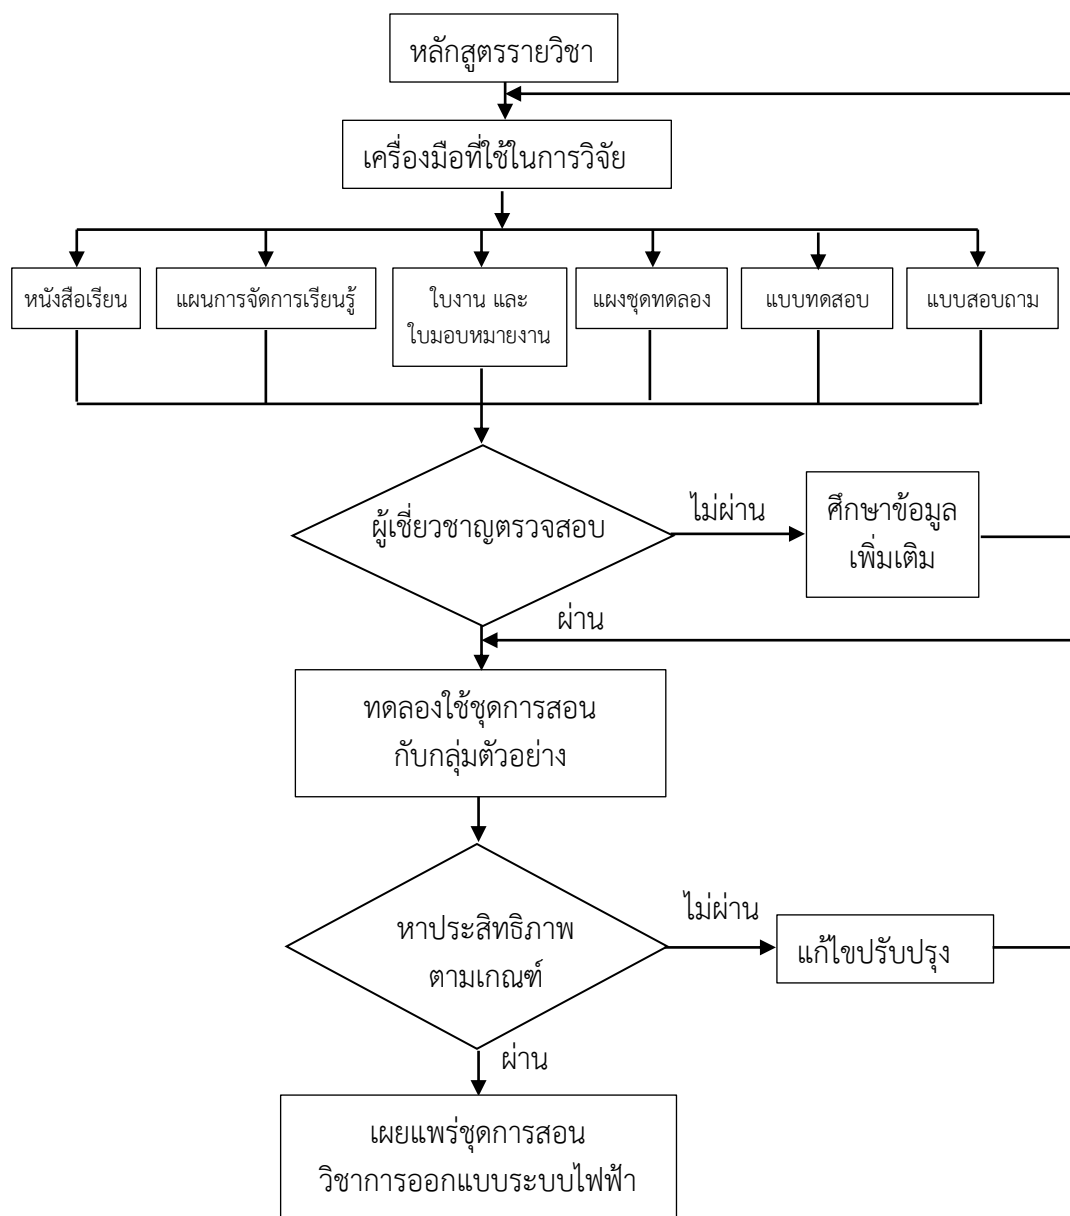 หลักสูตรรายวิชา
เครื่องมือที่ใช้ในการวิจัย
หนังสือเรียน
แผนการจัดการเรียนรู้
ใบงาน และ
ใบมอบหมายงาน
แผงชุดทดลอง
แบบทดสอบ
แบบสอบถาม
ผู้เชี่ยวชาญตรวจสอบ
ไม่ผ่าน
ศึกษาข้อมูล
เพิ่มเติม
ผ่าน
ทดลองใช้ชุดการสอน
กับกลุ่มตัวอย่าง
หาประสิทธิภาพ
ตามเกณฑ์
ไม่ผ่าน
แก้ไขปรับปรุง
ผ่าน
เผยแพร่ชุดการสอน
วิชาการออกแบบระบบไฟฟ้า